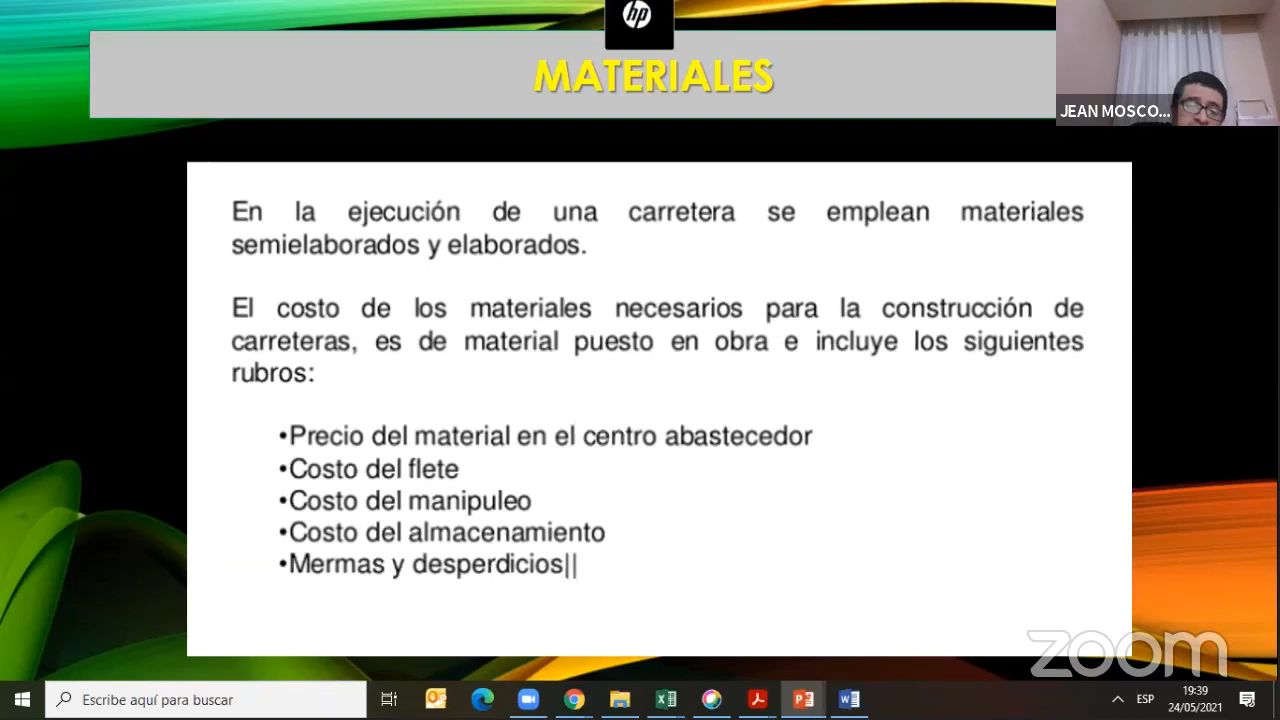 hp
MATERIALES
JEAN MOSCO...
En la ejecución de una carretera se emplean materiales
semielaborados y elaborados.
El costo de los materiales necesarios para la construcción de
carreteras, es de material puesto en obra e incluye los siguientes
rubros:
•Precio del material en el centro abastecedor
•Costo del flete
•Costo del manipuleo
•Costo del almacenamiento
•Mermas y desperdicios||
zoom
Escribe aquí para buscar
ESP
19:39
24/05/2021